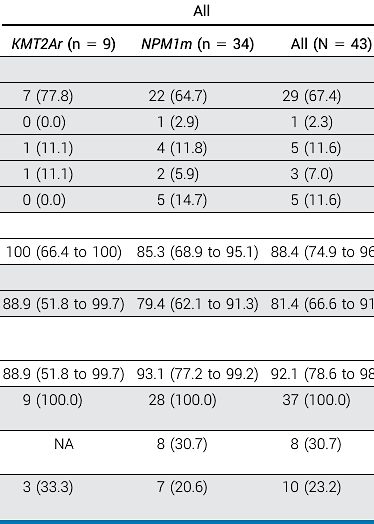 All
KMT2Ar (n = 9) NPM1m (n = 34) All (N = 43)
7 (77.8) 22 (64.7) 29 (67.4)
0 (0.0) 1 (2.9) 1 (2.3)
1 (11.1) 4 (11.8) 5 (11.6)
1 (11.1) 2 (5.9) 3 (7.0)
0 (0.0) 5 (14.7) 5 (11.6)
100 (66.4 to 100) 85.3 (68.9 to 95.1) 88.4 (74.9 to 96
88.9 (51.8 to 99.7) 79.4 (62.1 to 91.3) 81.4 (66.6 to 91
88.9 (51.8 to 99.7) 93.1 (77.2 to 99.2) 92.1 (78.6 to 98
9 (100.0) 28 (100.0) 37 (100.0)
NA 8 (30.7) 8 (30.7)
3 (33.3) 7 (20.6) 10 (23.2)